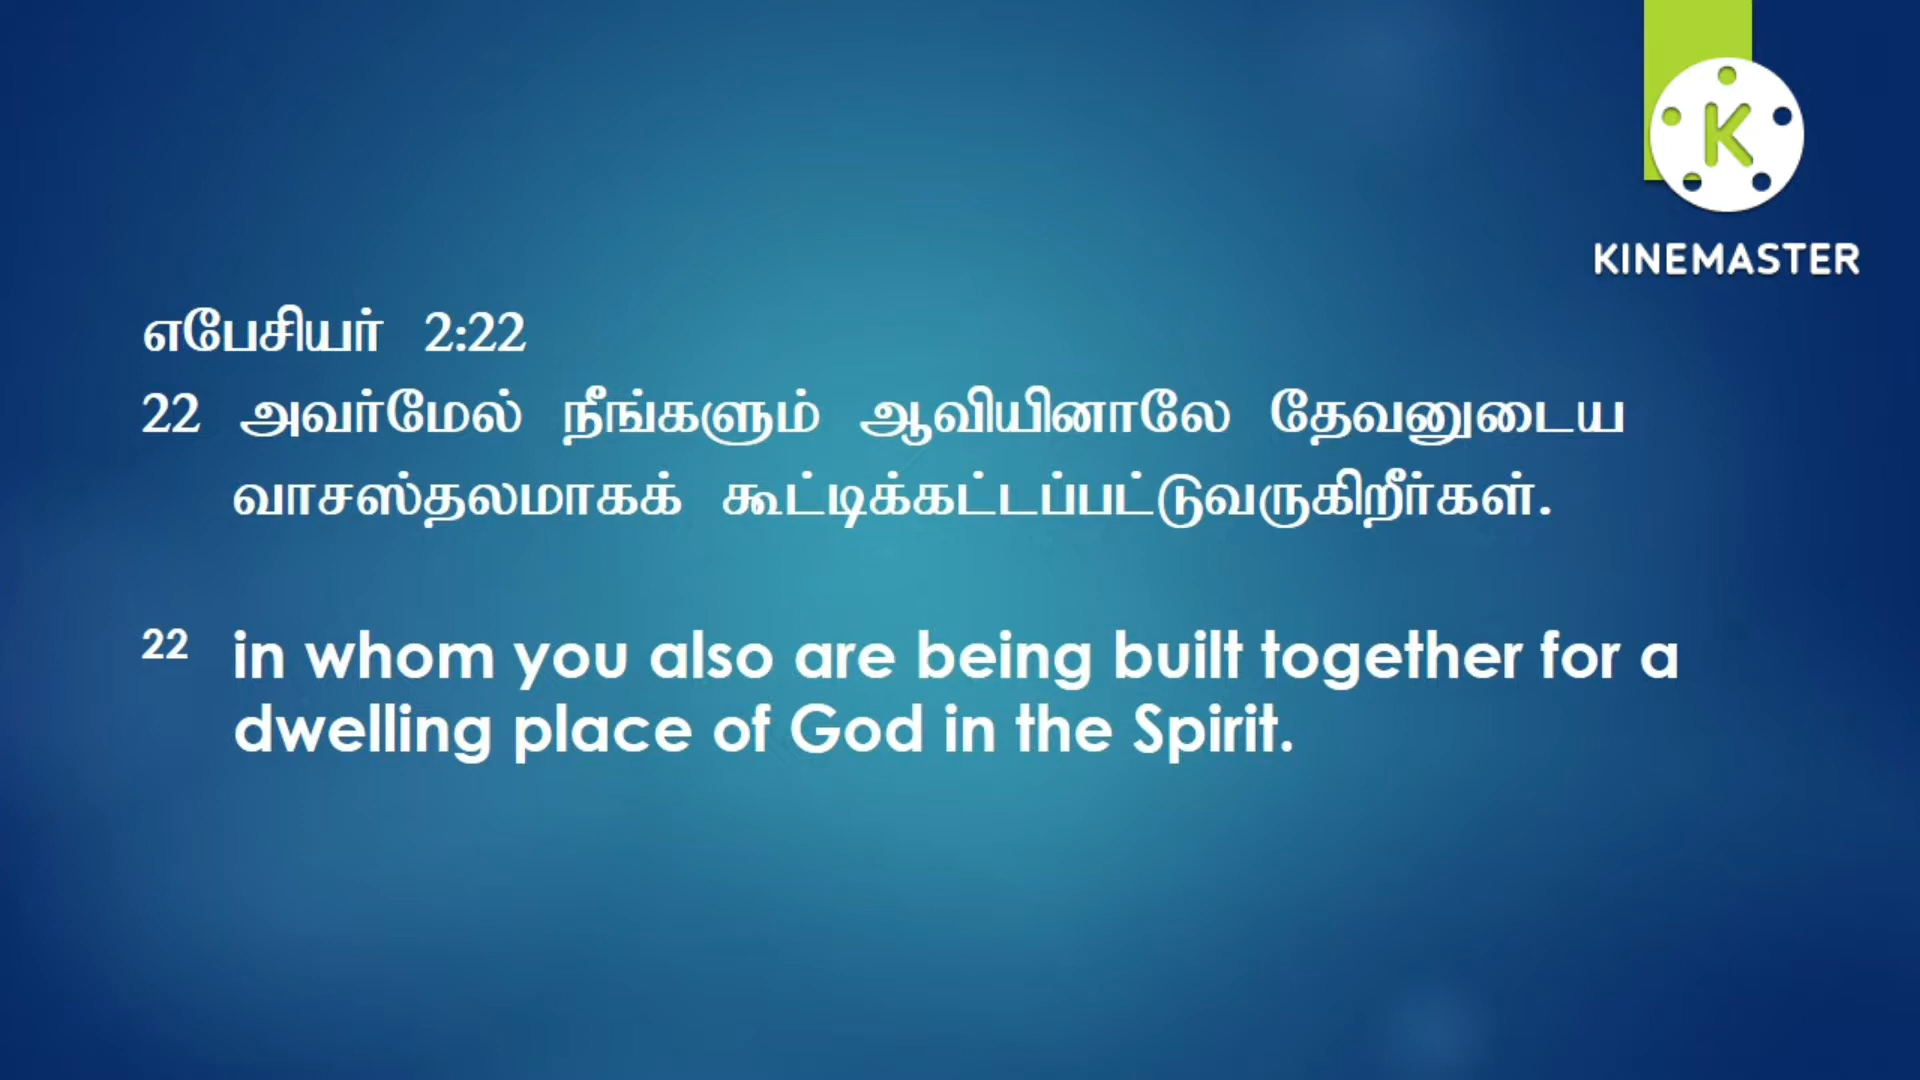 K
KINEMASTER
எபேசியர் 2:22
22 அவர்மேல் நீங்களும் ஆவியினாலே தேவனுடைய
வாசஸ்தலமாகக் கூட்டிக்கட்டப்பட்டுவருகிறீர்கள்.
22 in whom you also are being built together for a
dwelling place of God in the Spirit.